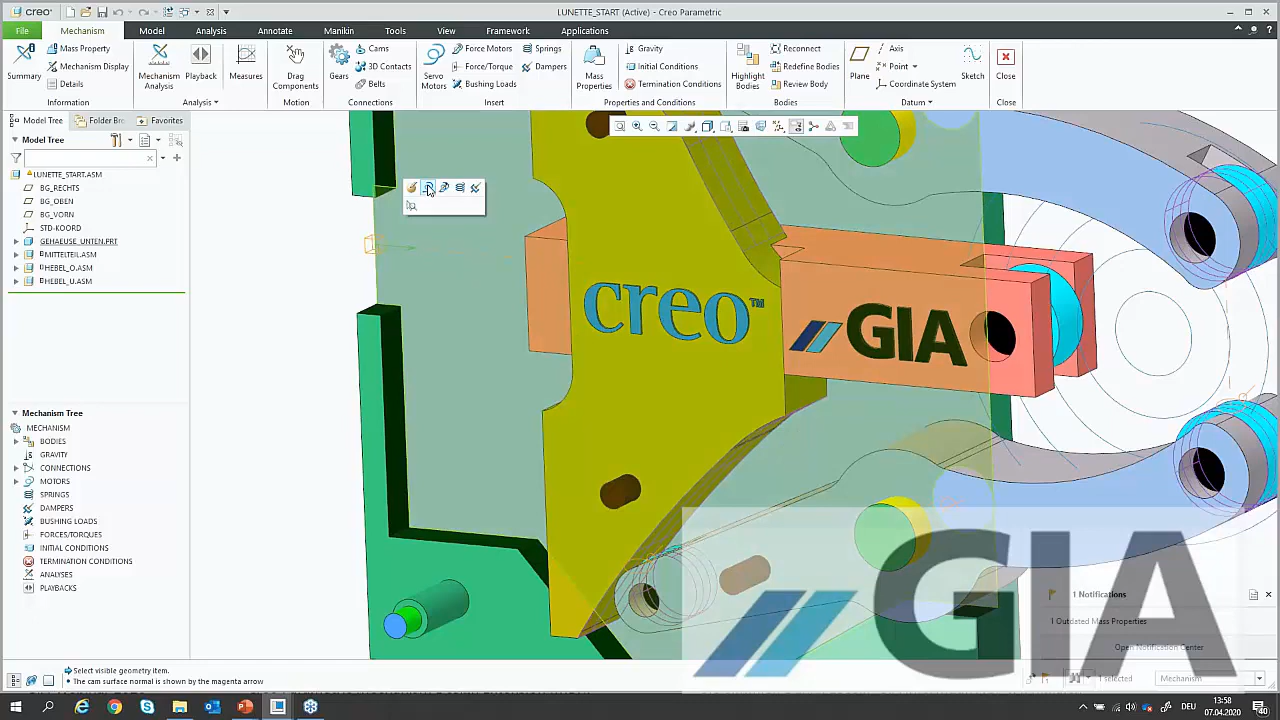 creo
LUNETTE_START (Active) - Creo Parametric
File
Mechanism
Model
Analysis
Annotate
Manikin
Tools
View
Framework
Applications
Summary
Mass Property
Mechanism Display
Details
Information
Mechanism
Analysis
Playback
Measures
Analysis
Drag
Components
Motion
Gears
Cams
3D Contacts
Belts
Connections
Servo
Motors
Force Motors
Force/Torque
Bushing Loads
Springs
Dampers
Insert
Mass
Properties
Gravity
Initial Conditions
Termination Conditions
Properties and Conditions
Highlight
Bodies
Reconnect
Redefine Bodies
Review Body
Bodies
Plane
Axis
Point
Coordinate System
Sketch
Datum
Close
Close
Model Tree
Folder Bro
Favorites
Model Tree
LUNETTE_START.ASM
BG_RECHTS
BG_OBEN
BG_VORN
STD-KOORD
GEHAEUSE_UNTEN.PRT
MITTELTEIL.ASM
HEBEL_O.ASM
HEBEL_U.ASM
Mechanism Tree
MECHANISM
BODIES
GRAVITY
CONNECTIONS
MOTORS
SPRINGS
DAMPERS
BUSHING LOADS
FORCES/TORQUES
INITIAL CONDITIONS
TERMINATION CONDITIONS
ANALYSES
PLAYBACKS
creo™
GIA
GIA
1 Notifications
1 Outdated Mass Properties
Open Notification Center
Select visible geometry item.
The cam surface normal is shown by the magenta arrow
1 selected
Mechanism
DEU
13:58
07.04.2020
40